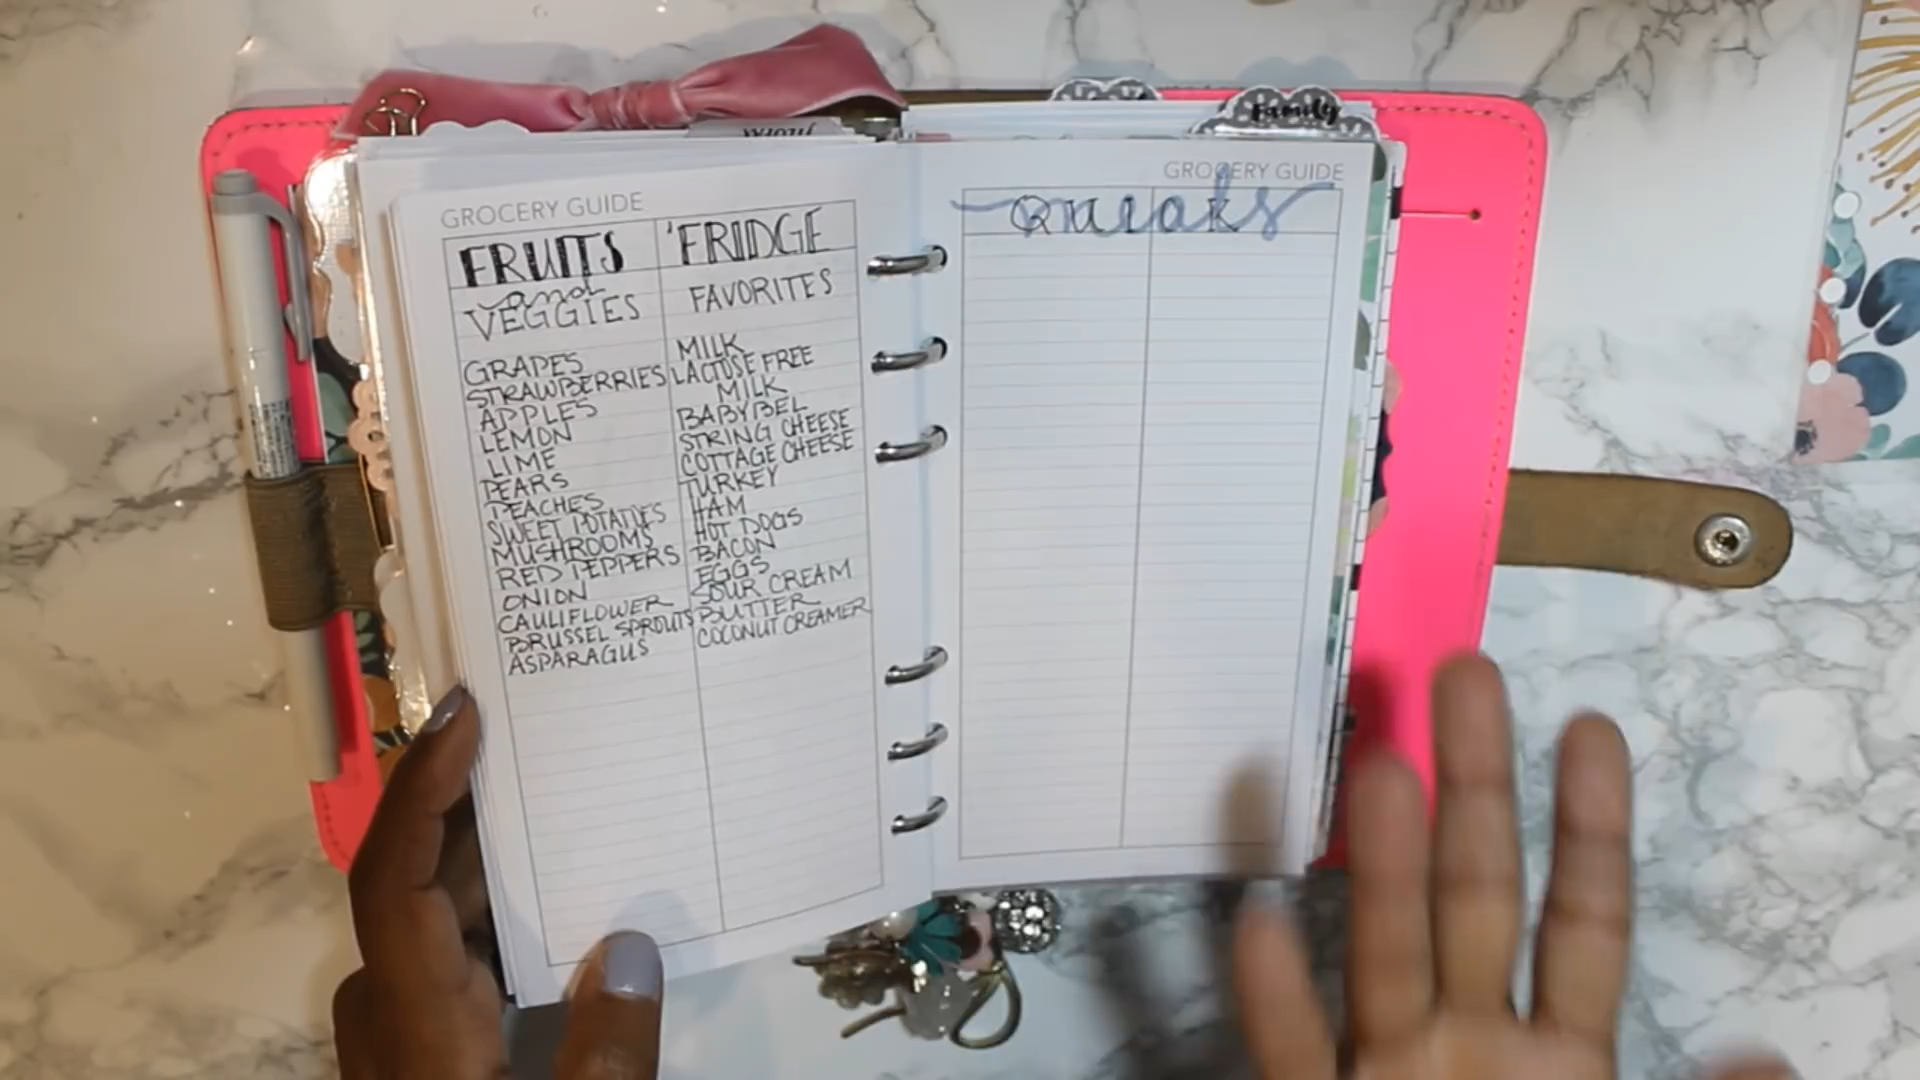 Family
GROCERY GUIDE
FRUITS
and
VEGGIES
GRAPES
STRAWBERRIES
APPLES
LEMON
LIME
PEARS
PEACHES
SWEET POTATOES
MUSHROOMS
RED PEPPERS
ONION
CAULIFLOWER
BRUSSEL SPROUTS
ASPARAGUS
'FRIDGE
FAVORITES
MILK
LACTOSE FREE
MILK
BABYBEL
STRING CHEESE
COTTAGE CHEESE
TURKEY
HAM
HOT DOGS
BACON
EGGS
SOUR CREAM
BUTTER
COCONUT CREAMER
GROCERY GUIDE